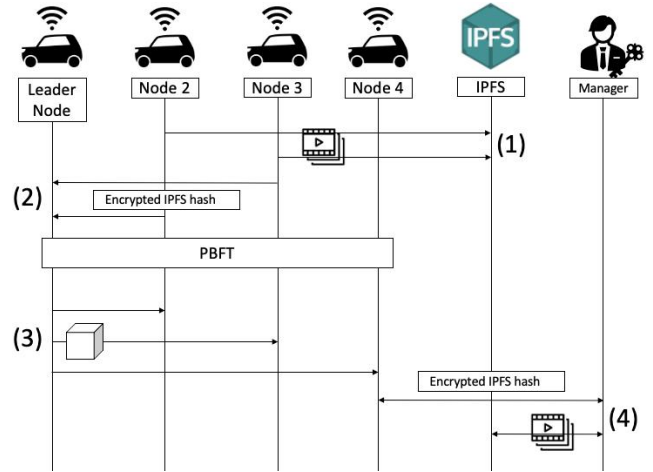 IPFS
Leader
Node
Node 2
Node 3
Node 4
IPFS
Manager
(1)
(2)
Encrypted IPFS hash
PBFT
(3)
Encrypted IPFS hash
(4)